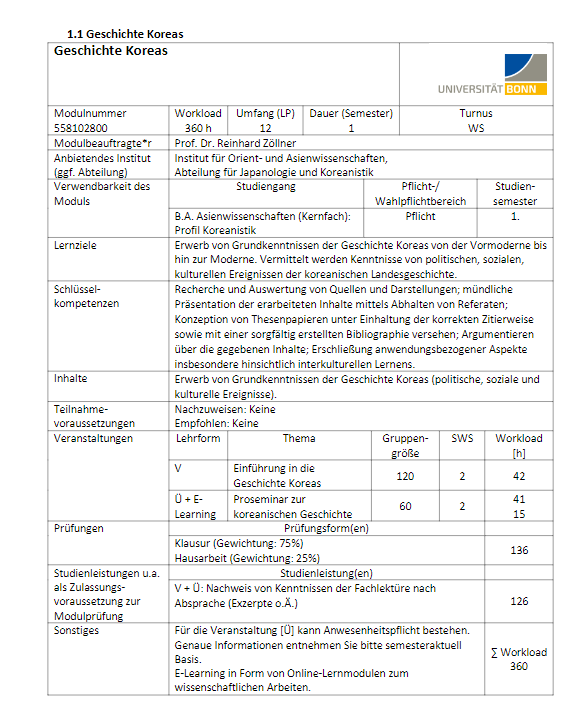 1.1 Geschichte Koreas
Geschichte Koreas
UNIVERSITÄT BONN
Modulnummer
558102800
Workload
360 h
Umfang (LP)
12
Dauer (Semester)
1
Turnus
WS
Modulbeauftragte*r
Prof. Dr. Reinhard Zöllner
Anbietendes Institut
(ggf. Abteilung)
Institut für Orient- und Asienwissenschaften,
Abteilung für Japanologie und Koreanistik
Verwendbarkeit des
Moduls
Studiengang
Pflicht-/
Wahlpflichtbereich
Studien-
semester
B.A. Asienwissenschaften (Kernfach):
Profil Koreanistik
Pflicht
1.
Lernziele
Erwerb von Grundkenntnissen der Geschichte Koreas von der Vormoderne bis
hin zur Moderne. Vermittelt werden Kenntnisse von politischen, sozialen,
kulturellen Ereignissen der koreanischen Landesgeschichte.
Schlüssel-
kompetenzen
Recherche und Auswertung von Quellen und Darstellungen; mündliche
Präsentation der erarbeiteten Inhalte mittels Abhalten von Referaten;
Konzeption von Thesenpapieren unter Einhaltung der korrekten Zitierweise
sowie mit einer sorgfältig erstellten Bibliographie versehen; Argumentieren
über die gegebenen Inhalte; Erschließung anwendungsbezogener Aspekte
insbesondere hinsichtlich interkulturellen Lernens.
Inhalte
Erwerb von Grundkenntnissen der Geschichte Koreas (politische, soziale und
kulturelle Ereignisse).
Teilnahme-
voraussetzungen
Nachzuweisen: Keine
Empfohlen: Keine
Veranstaltungen
Lehrform
Thema
Gruppen-
größe
SWS
Workload
[h]
V
Einführung in die
Geschichte Koreas
120
2
42
Ü + E-
Learning
Proseminar zur
koreanischen Geschichte
60
2
41
15
Prüfungen
Prüfungsform(en)
Klausur (Gewichtung: 75%)
Hausarbeit (Gewichtung: 25%)
136
Studienleistungen u.a.
als Zulassungs-
voraussetzung zur
Modulprüfung
Studienleistung(en)
V + Ü: Nachweis von Kenntnissen der Fachlektüre nach
Absprache (Exzerpte o.Ä.)
126
Sonstiges
Für die Veranstaltung [Ü] kann Anwesenheitspflicht bestehen.
Genaue Informationen entnehmen Sie bitte semesteraktuell
Basis.
E-Learning in Form von Online-Lernmodulen zum
wissenschaftlichen Arbeiten.
∑ Workload
360